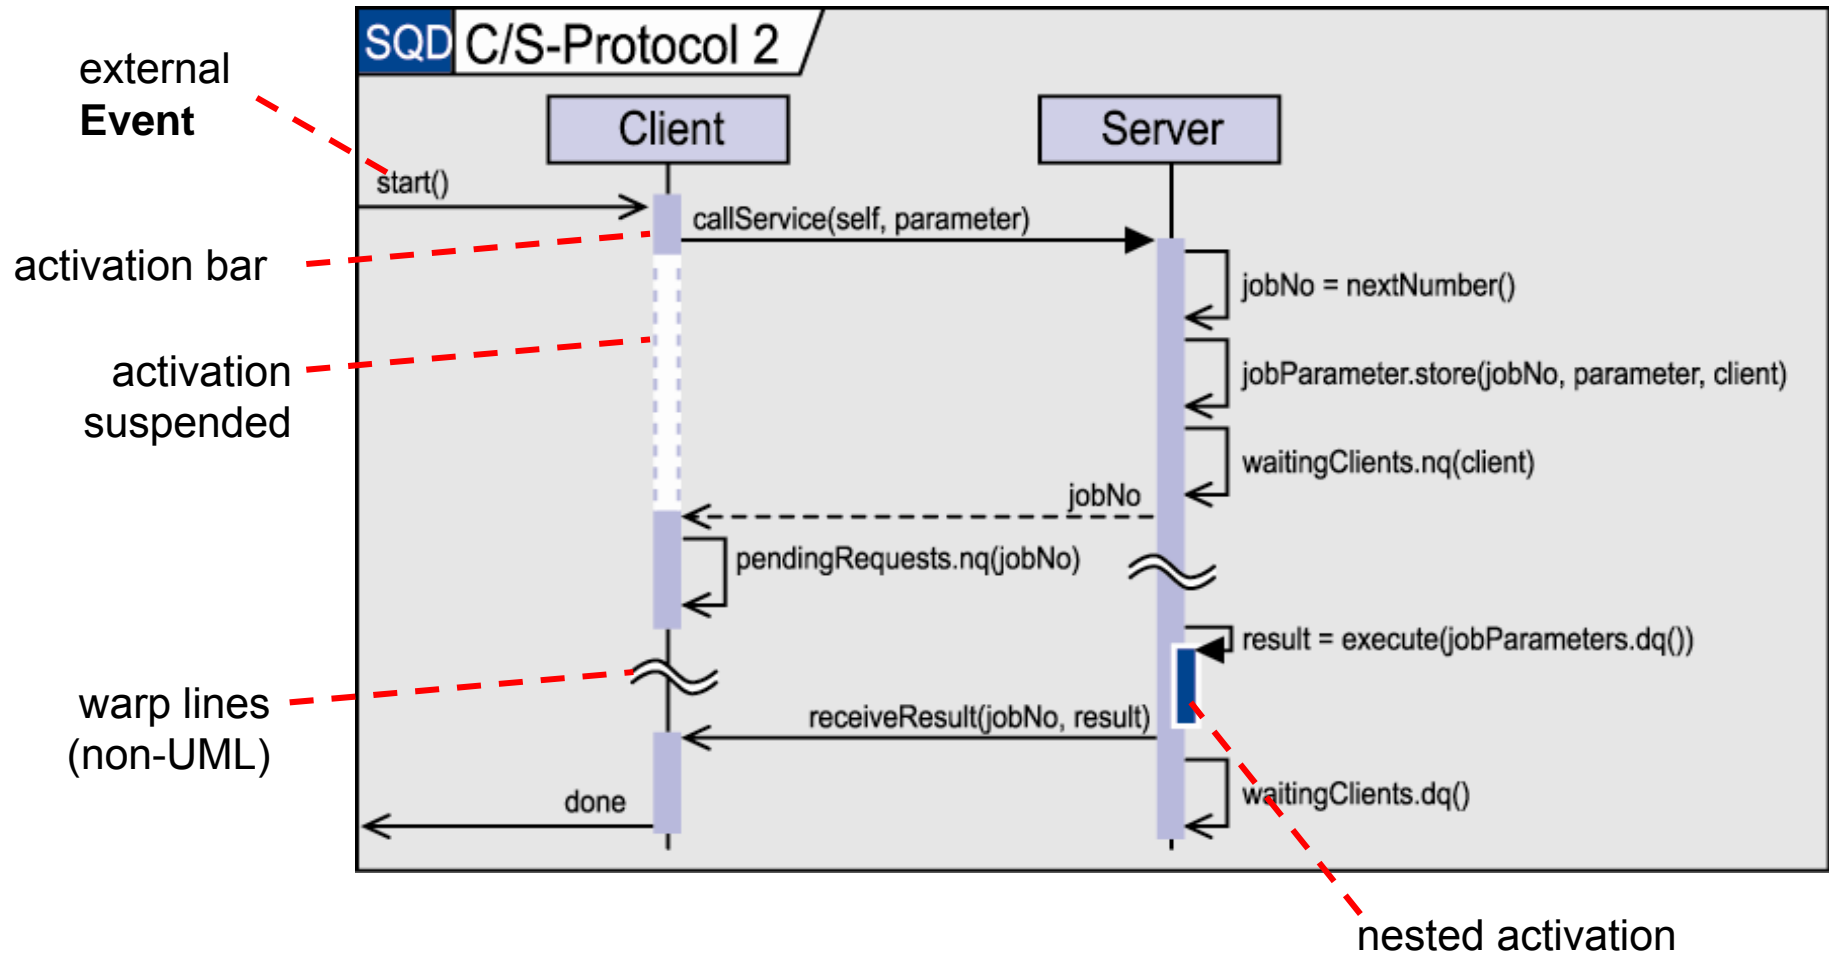 SQD C/S-Protocol 2
external
Event
Client
Server
start()
callService(self, parameter)
activation bar
jobNo = nextNumber()
activation
suspended
jobParameter.store(jobNo, parameter, client)
waitingClients.nq(client)
jobNo
pendingRequests.nq(jobNo)
result = execute(jobParameters.dq())
warp lines
(non-UML)
receiveResult(jobNo, result)
waitingClients.dq()
done
nested activation